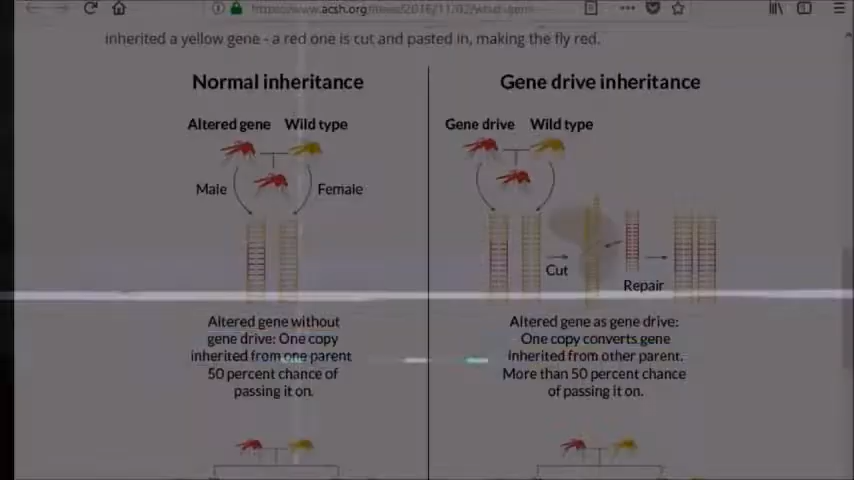 inherited a yellow gene - a red one is cut and pasted in, making the fly red.
Normal inheritance
Altered gene Wild type
Male
Female
Altered gene without
gene drive: One copy
inherited from one parent
50 percent chance of
passing it on.
Gene drive inheritance
Gene drive Wild type
Cut
Repair
Altered gene as gene drive:
One copy converts gene
inherited from other parent.
More than 50 percent chance
of passing it on.